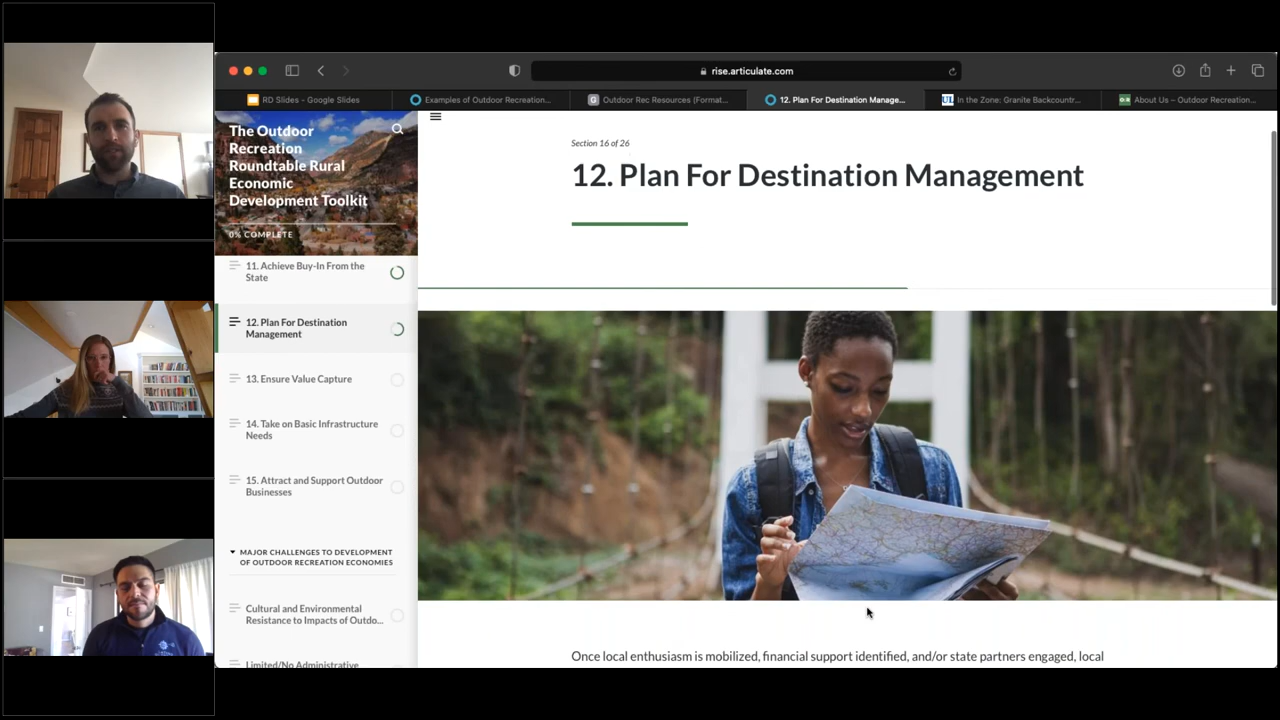 rise.articulate.com
RD Slides - Google Slides
Examples of Outdoor Recreation...
Outdoor Rec Resources (Format...
12. Plan For Destination Manage...
In the Zone: Granite Backcountr...
About Us – Outdoor Recreation...
The Outdoor
Recreation
Roundtable Rural
Economic
Development Toolkit
0% COMPLETE
11. Achieve Buy-In From the
State
12. Plan For Destination
Management
13. Ensure Value Capture
14. Take on Basic Infrastructure
Needs
15. Attract and Support Outdoor
Businesses
MAJOR CHALLENGES TO DEVELOPMENT
OF OUTDOOR RECREATION ECONOMIES
Cultural and Environmental
Resistance to Impacts of Outdo...
Limited/No Administrative
Section 16 of 26
12. Plan For Destination Management
Once local enthusiasm is mobilized, financial support identified, and/or state partners engaged, local